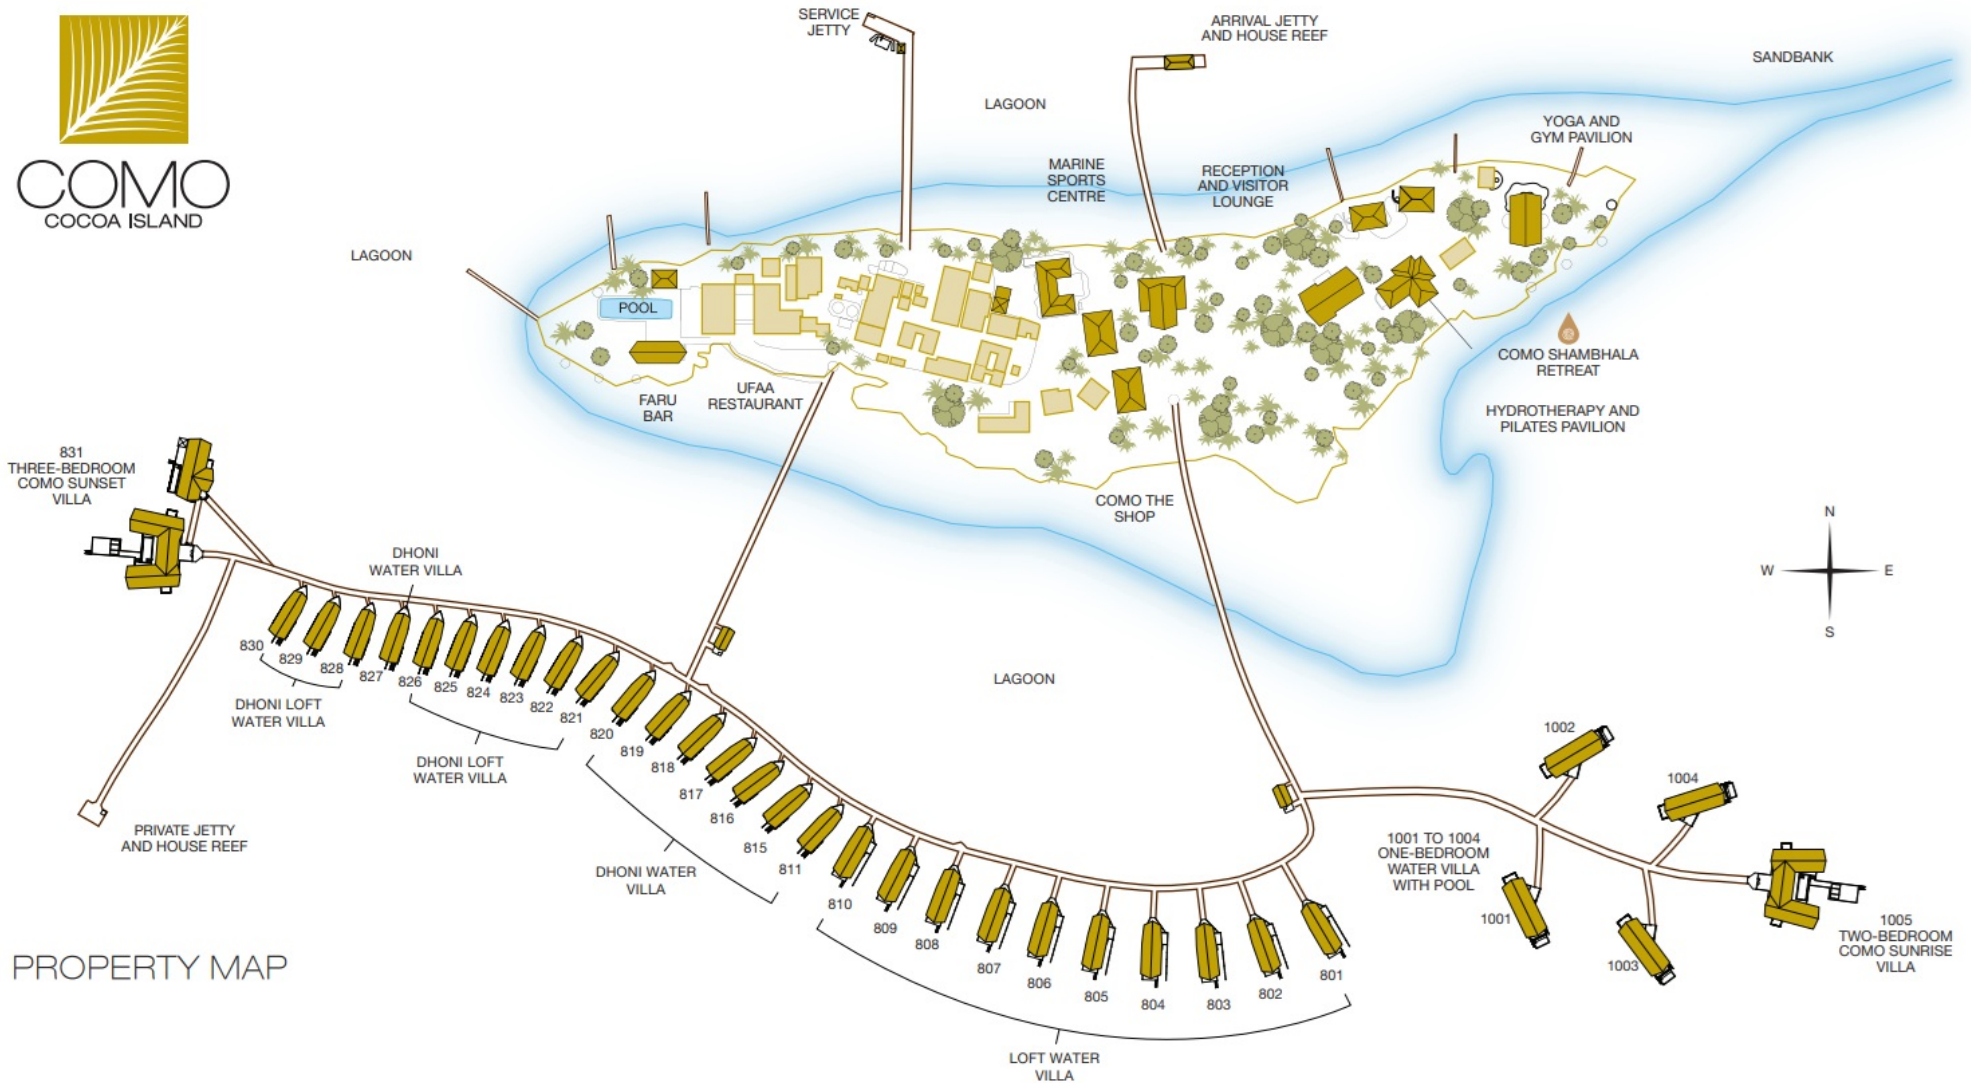 COMO
COCOA ISLAND
SERVICE
JETTY
ARRIVAL JETTY
AND HOUSE REEF
SANDBANK
LAGOON
YOGA AND
GYM PAVILION
MARINE
SPORTS
CENTRE
RECEPTION
AND VISITOR
LOUNGE
LAGOON
POOL
FARU
BAR
UFAA
RESTAURANT
COMO SHAMBHALA
RETREAT
HYDROTHERAPY AND
PILATES PAVILION
COMO THE
SHOP
831
THREE-BEDROOM
COMO SUNSET
VILLA
DHONI
WATER VILLA
N
W
E
S
LAGOON
830
829
828
827
826
825
824
823
822
821
820
819
818
817
816
815
811
810
809
808
807
806
805
804
803
802
801
DHONI LOFT
WATER VILLA
DHONI LOFT
WATER VILLA
DHONI WATER
VILLA
LOFT WATER
VILLA
PRIVATE JETTY
AND HOUSE REEF
1002
1004
1001 TO 1004
ONE-BEDROOM
WATER VILLA
WITH POOL
1001
1003
1005
TWO-BEDROOM
COMO SUNRISE
VILLA
PROPERTY MAP